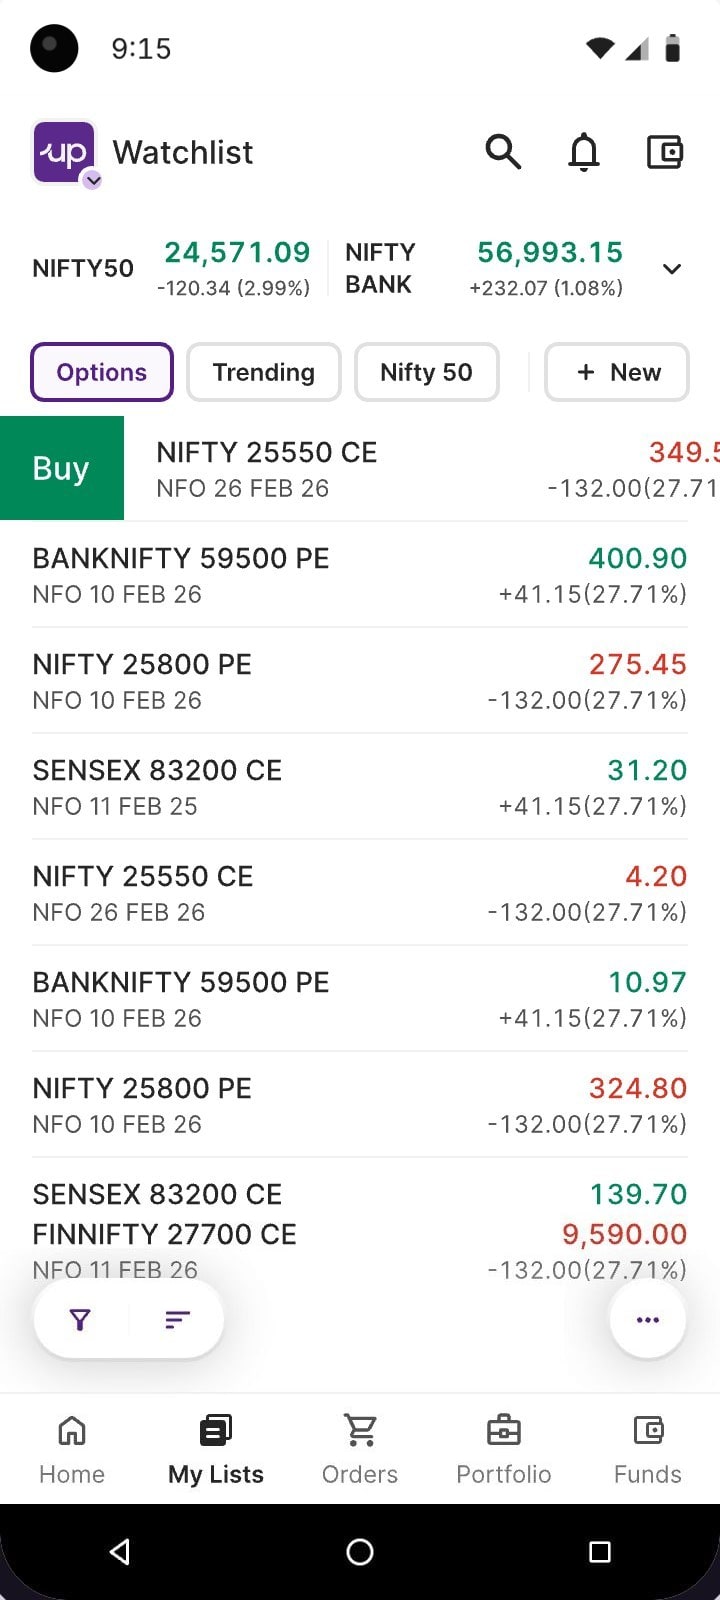 9:15
up Watchlist
NIFTY50 24,571.09 -120.34 (2.99%)
NIFTY BANK 56,993.15 +232.07 (1.08%)
Options Trending Nifty 50 + New
Buy NIFTY 25550 CE 349.5
NFO 26 FEB 26 -132.00(27.71
BANKNIFTY 59500 PE 400.90
NFO 10 FEB 26 +41.15(27.71%)
NIFTY 25800 PE 275.45
NFO 10 FEB 26 -132.00(27.71%)
SENSEX 83200 CE 31.20
NFO 11 FEB 25 +41.15(27.71%)
NIFTY 25550 CE 4.20
NFO 26 FEB 26 -132.00(27.71%)
BANKNIFTY 59500 PE 10.97
NFO 10 FEB 26 +41.15(27.71%)
NIFTY 25800 PE 324.80
NFO 10 FEB 26 -132.00(27.71%)
SENSEX 83200 CE 139.70
FINNIFTY 27700 CE 9,590.00
NFO 11 FEB 26 -132.00(27.71%)
Home My Lists Orders Portfolio Funds